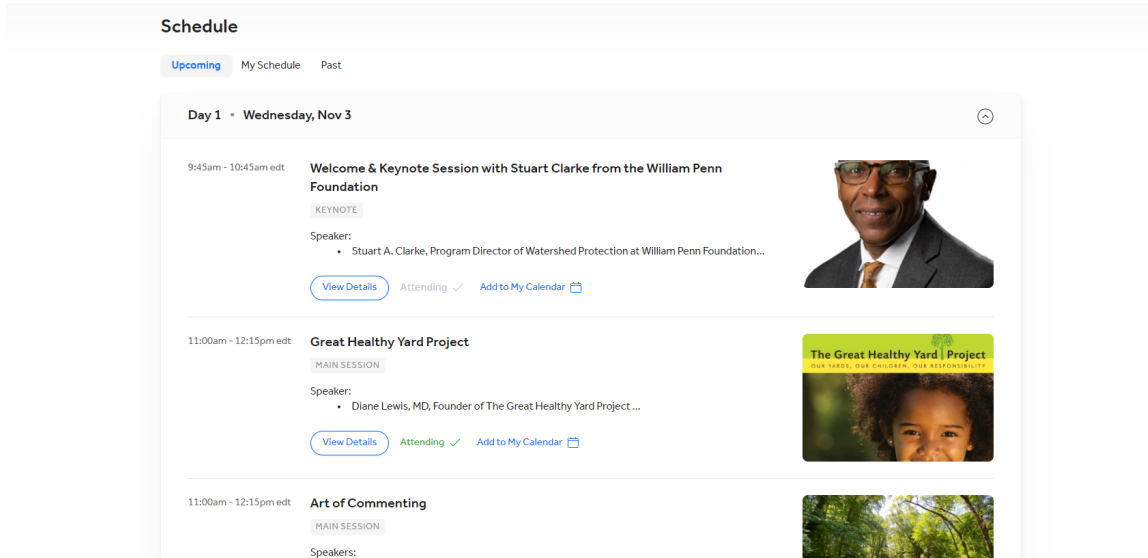 Schedule
Upcoming My Schedule Past
Day 1 • Wednesday, Nov 3
9:45am - 10:45am edt
Welcome & Keynote Session with Stuart Clarke from the William Penn
Foundation
KEYNOTE
Speaker:
• Stuart A. Clarke, Program Director of Watershed Protection at William Penn Foundation...
View Details Attending Add to My Calendar
11:00am - 12:15pm edt
Great Healthy Yard Project
MAIN SESSION
Speaker:
• Diane Lewis, MD, Founder of The Great Healthy Yard Project ...
View Details Attending Add to My Calendar
The Great Healthy Yard Project
OUR YARDS, OUR CHILDREN, OUR RESPONSIBILITY
11:00am - 12:15pm edt
Art of Commenting
MAIN SESSION
Speakers: